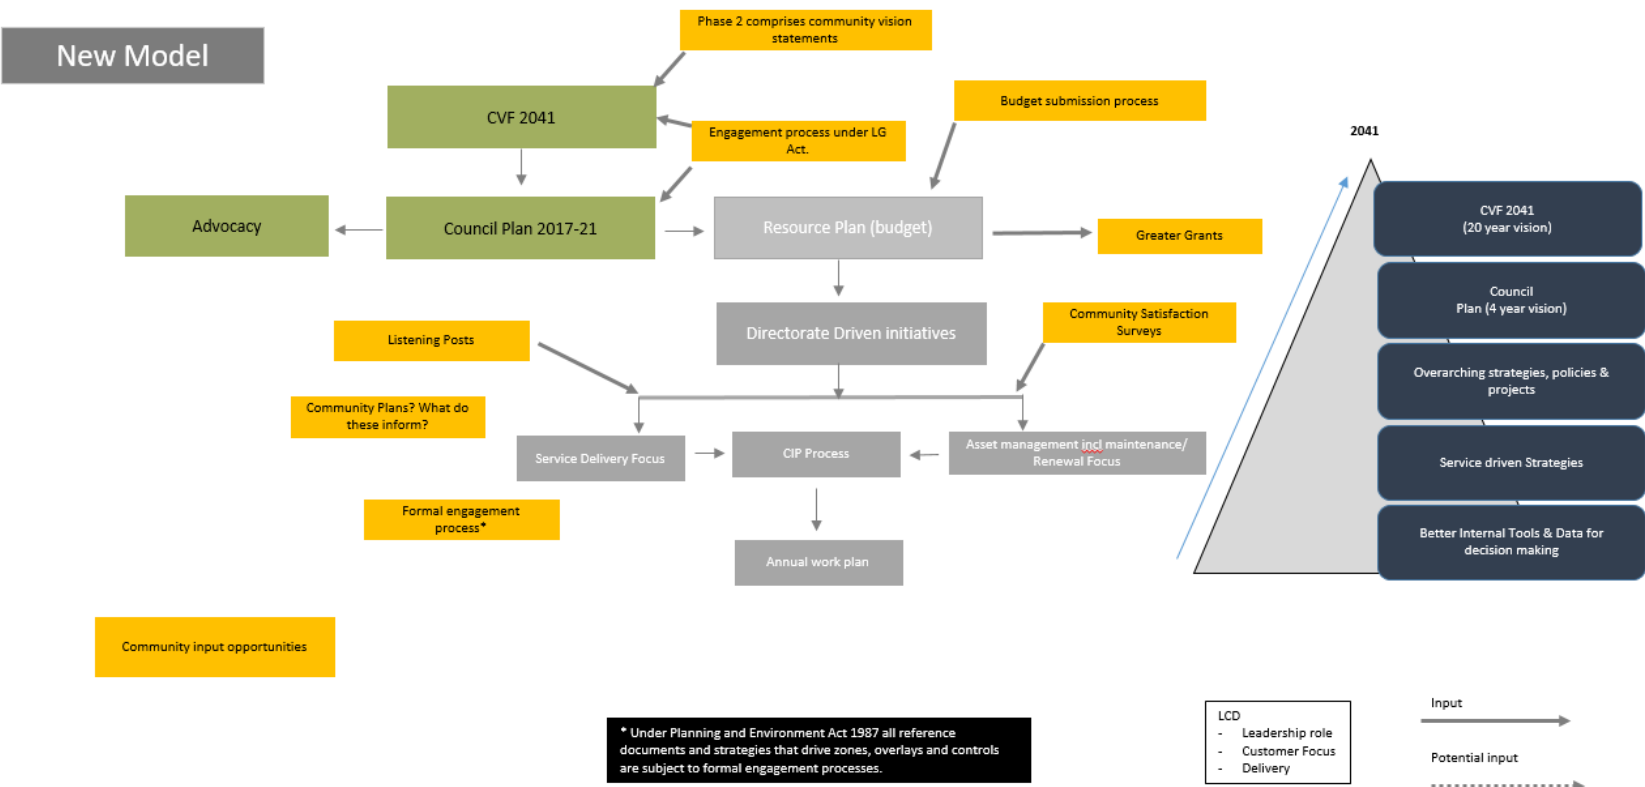 New Model
Phase 2 comprises community vision
statements
CVF 2041
Budget submission process
Engagement process under LG
Act.
2041
Advocacy
Council Plan 2017-21
Resource Plan (budget)
Greater Grants
CVF 2041
(20 year vision)
Council
Plan (4 year vision)
Directorate Driven initiatives
Community Satisfaction
Surveys
Listening Posts
Overarching strategies, policies &
projects
Community Plans? What do
these inform?
Service Delivery Focus
CIP Process
Asset management incl maintenance/
Renewal Focus
Service driven Strategies
Formal engagement
process*
Annual work plan
Better Internal Tools & Data for
decision making
Community input opportunities
* Under Planning and Environment Act 1987 all reference
documents and strategies that drive zones, overlays and controls
are subject to formal engagement processes.
LCD
- Leadership role
- Customer Focus
- Delivery
Input
Potential input